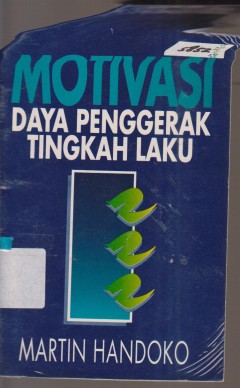 MOTIVASI
DAYA PENGGERAK
TINGKAH LAKU
MARTIN HANDOKO